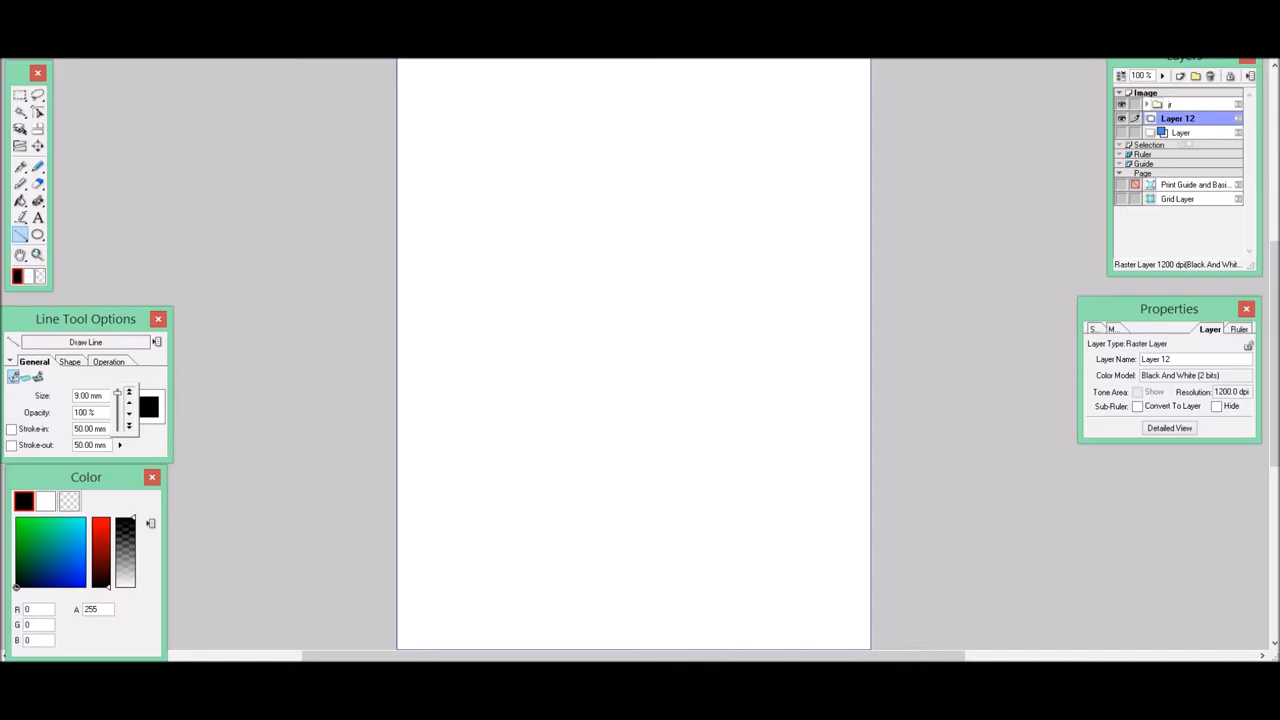 Layers
100 %
Image
jr
Layer 12
Layer
Selection
Ruler
Guide
Page
Print Guide and Basi...
Grid Layer
Raster Layer 1200 dpi(Black And Whit...
Line Tool Options
Draw Line
General Shape Operation
Size: 9.00 mm
Opacity: 100 %
Stroke-in: 50.00 mm
Stroke-out: 50.00 mm
Color
R 0 A 255
G 0
B 0
Properties
S... M... Layer Ruler
Layer Type: Raster Layer
Layer Name: Layer 12
Color Model: Black And White (2 bits)
Tone Area: Show Resolution: 1200.0 dpi
Sub-Ruler: Convert To Layer Hide
Detailed View